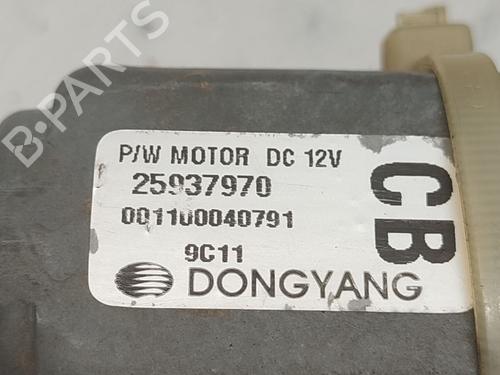 B-PARTS
P/W MOTOR DC 12V
25937970
001100040791
9C11
DONGYANG
CB